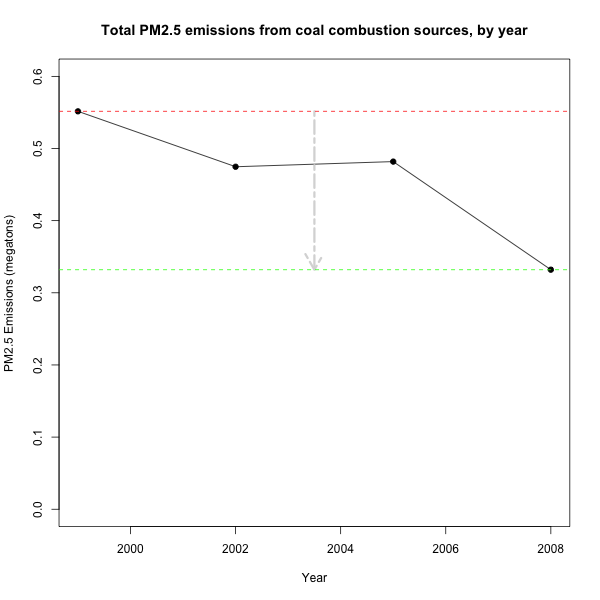 Total PM2.5 emissions from coal combustion sources, by year
PM2.5 Emissions (megatons)
0.6
0.5
0.4
0.3
0.2
0.1
0.0
2000 2002 2004 2006 2008
Year